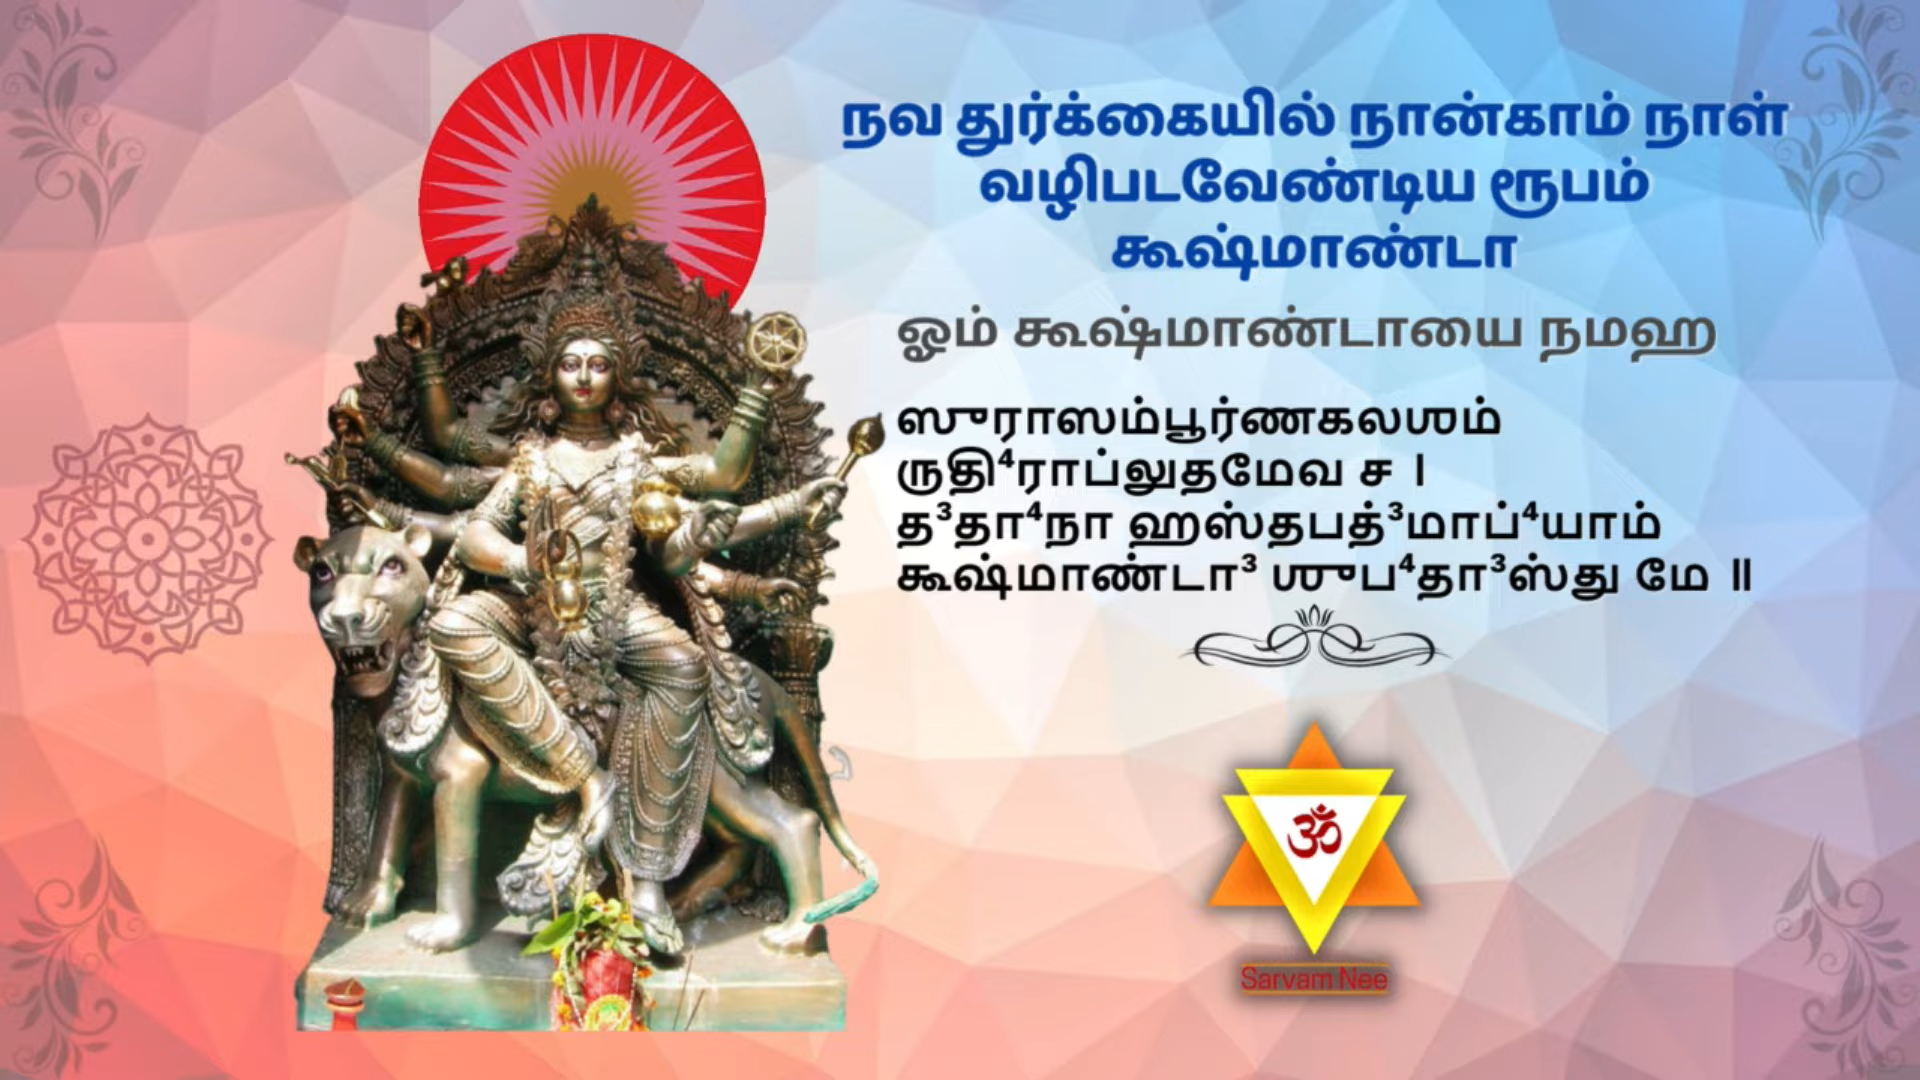 நவ துர்க்கையில் நான்காம் நாள்
வழிபடவேண்டிய ரூபம்
கூஷ்மாண்டா
ஓம் கூஷ்மாண்டாயை நமஹ
ஸுராஸம்பூர்ணகலஶம்
ருதி⁴ராப்லுதமேவ ச ।
த³தா⁴நா ஹஸ்தபத்³மாப்⁴யாம்
கூஷ்மாண்டா³ ஶுப⁴தா³ஸ்து மே ॥
ॐ
Sarvam Nee